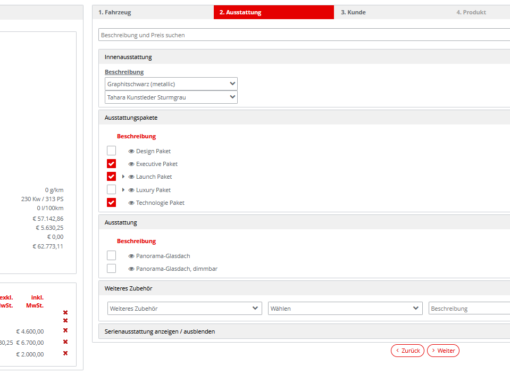 0 g/km
230 Kw / 313 PS
0 l/100km
€ 57.142,86
€ 5.630,25
€ 0,00
€ 62.773,11
exkl. inkl.
MwSt. MwSt.
€ 4.600,00
€ 6.700,00
€ 2.000,00
1. Fahrzeug 2. Ausstattung 3. Kunde 4. Produkt
Beschreibung und Preis suchen
Innenausstattung
Beschreibung
Graphitschwarz (metallic)
Tahara Kunstleder Sturmgrau
Ausstattungspakete
Beschreibung
Design Paket
Executive Paket
Launch Paket
Luxury Paket
Technologie Paket
Ausstattung
Beschreibung
Panorama-Glasdach
Panorama-Glasdach, dimmbar
Weiteres Zubehör
Weiteres Zubehör Wählen Beschreibung
Serienausstattung anzeigen / ausblenden
Zurück Weiter